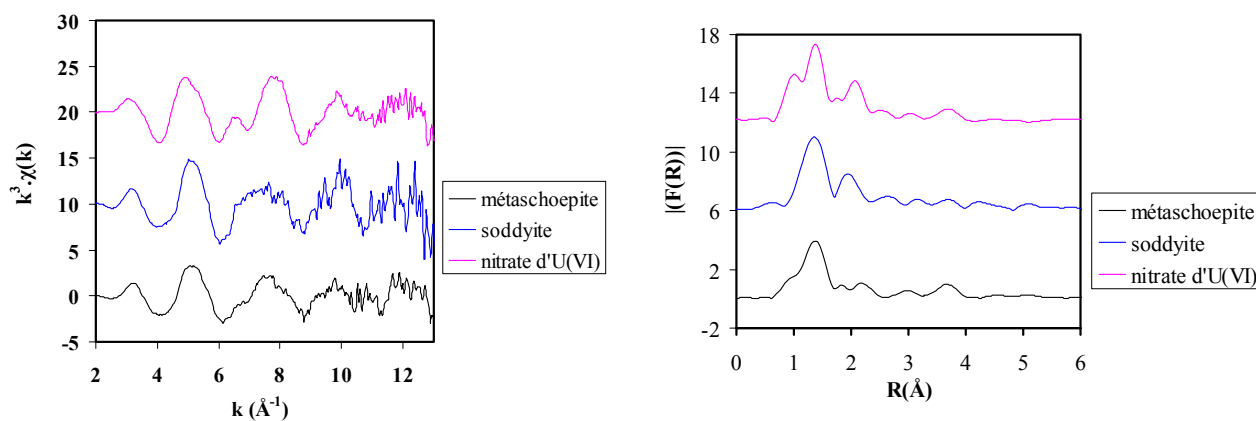 30
25
20
15
10
5
0
-5
2
4
6
8
10
12
k³.χ(k)
k (Å⁻¹)
métaschoepite
soddyite
nitrate d'U(VI)
18
14
10
6
2
-2
0
1
2
3
4
5
6
|(F(R))|
R(Å)
métaschoepite
soddyite
nitrate d'U(VI)